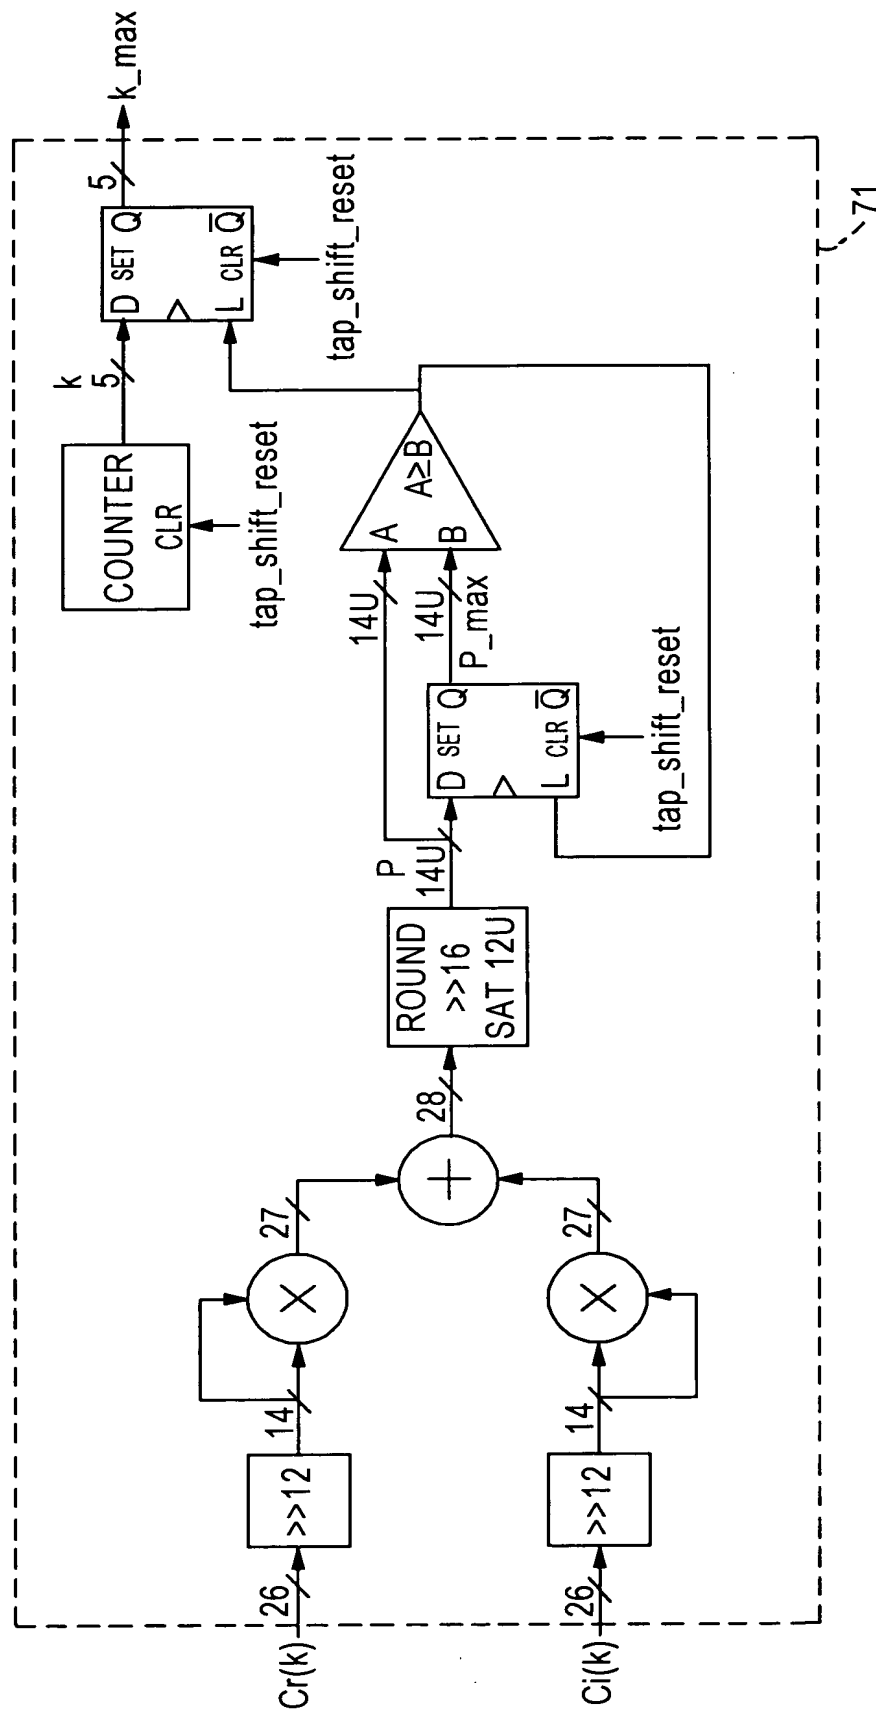 Cr(k)
26
>>12
14
X
27
Ci(k)
26
>>12
14
X
27
+
28
ROUND
>>16
SAT 12U
P
14U
D SET Q
L CLR Q̅
tap_shift_reset
14U
14U
P_max
A
B
A≥B
COUNTER
CLR
tap_shift_reset
k
5
D SET Q
L CLR Q̅
tap_shift_reset
5
k_max
71